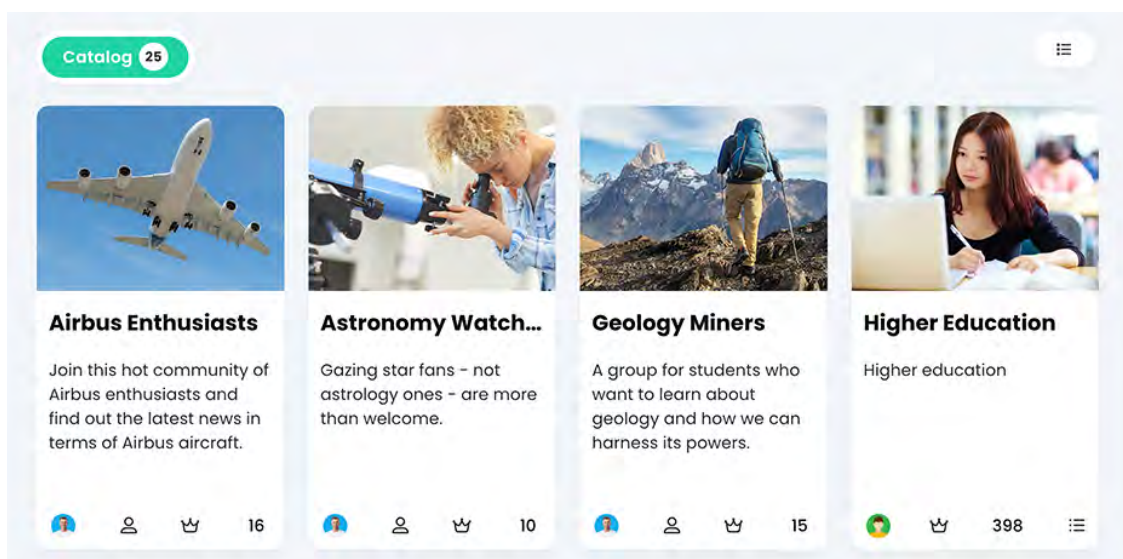 Catalog 25
Airbus Enthusiasts
Join this hot community of
Airbus enthusiasts and
find out the latest news in
terms of Airbus aircraft.
16
Astronomy Watch...
Gazing star fans - not
astrology ones - are more
than welcome.
10
Geology Miners
A group for students who
want to learn about
geology and how we can
harness its powers.
15
Higher Education
Higher education
398